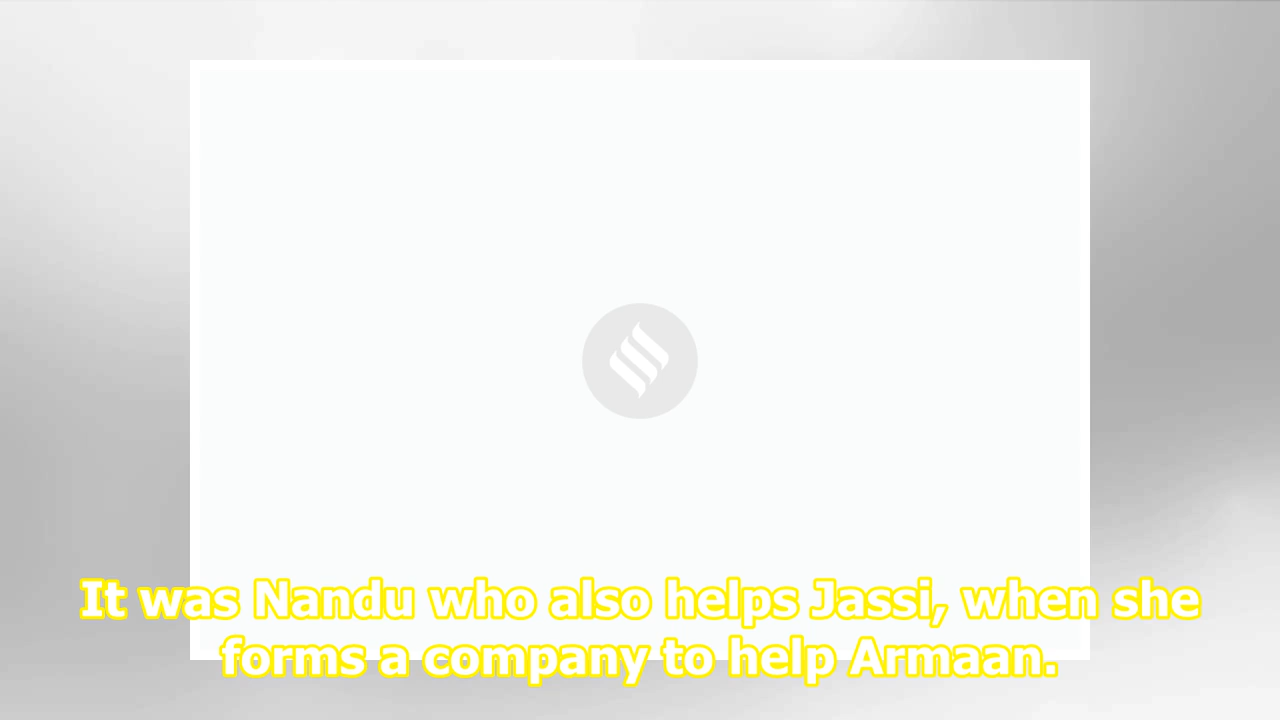 It was Nandu who also helps Jassi, when she
forms a company to help Armaan.